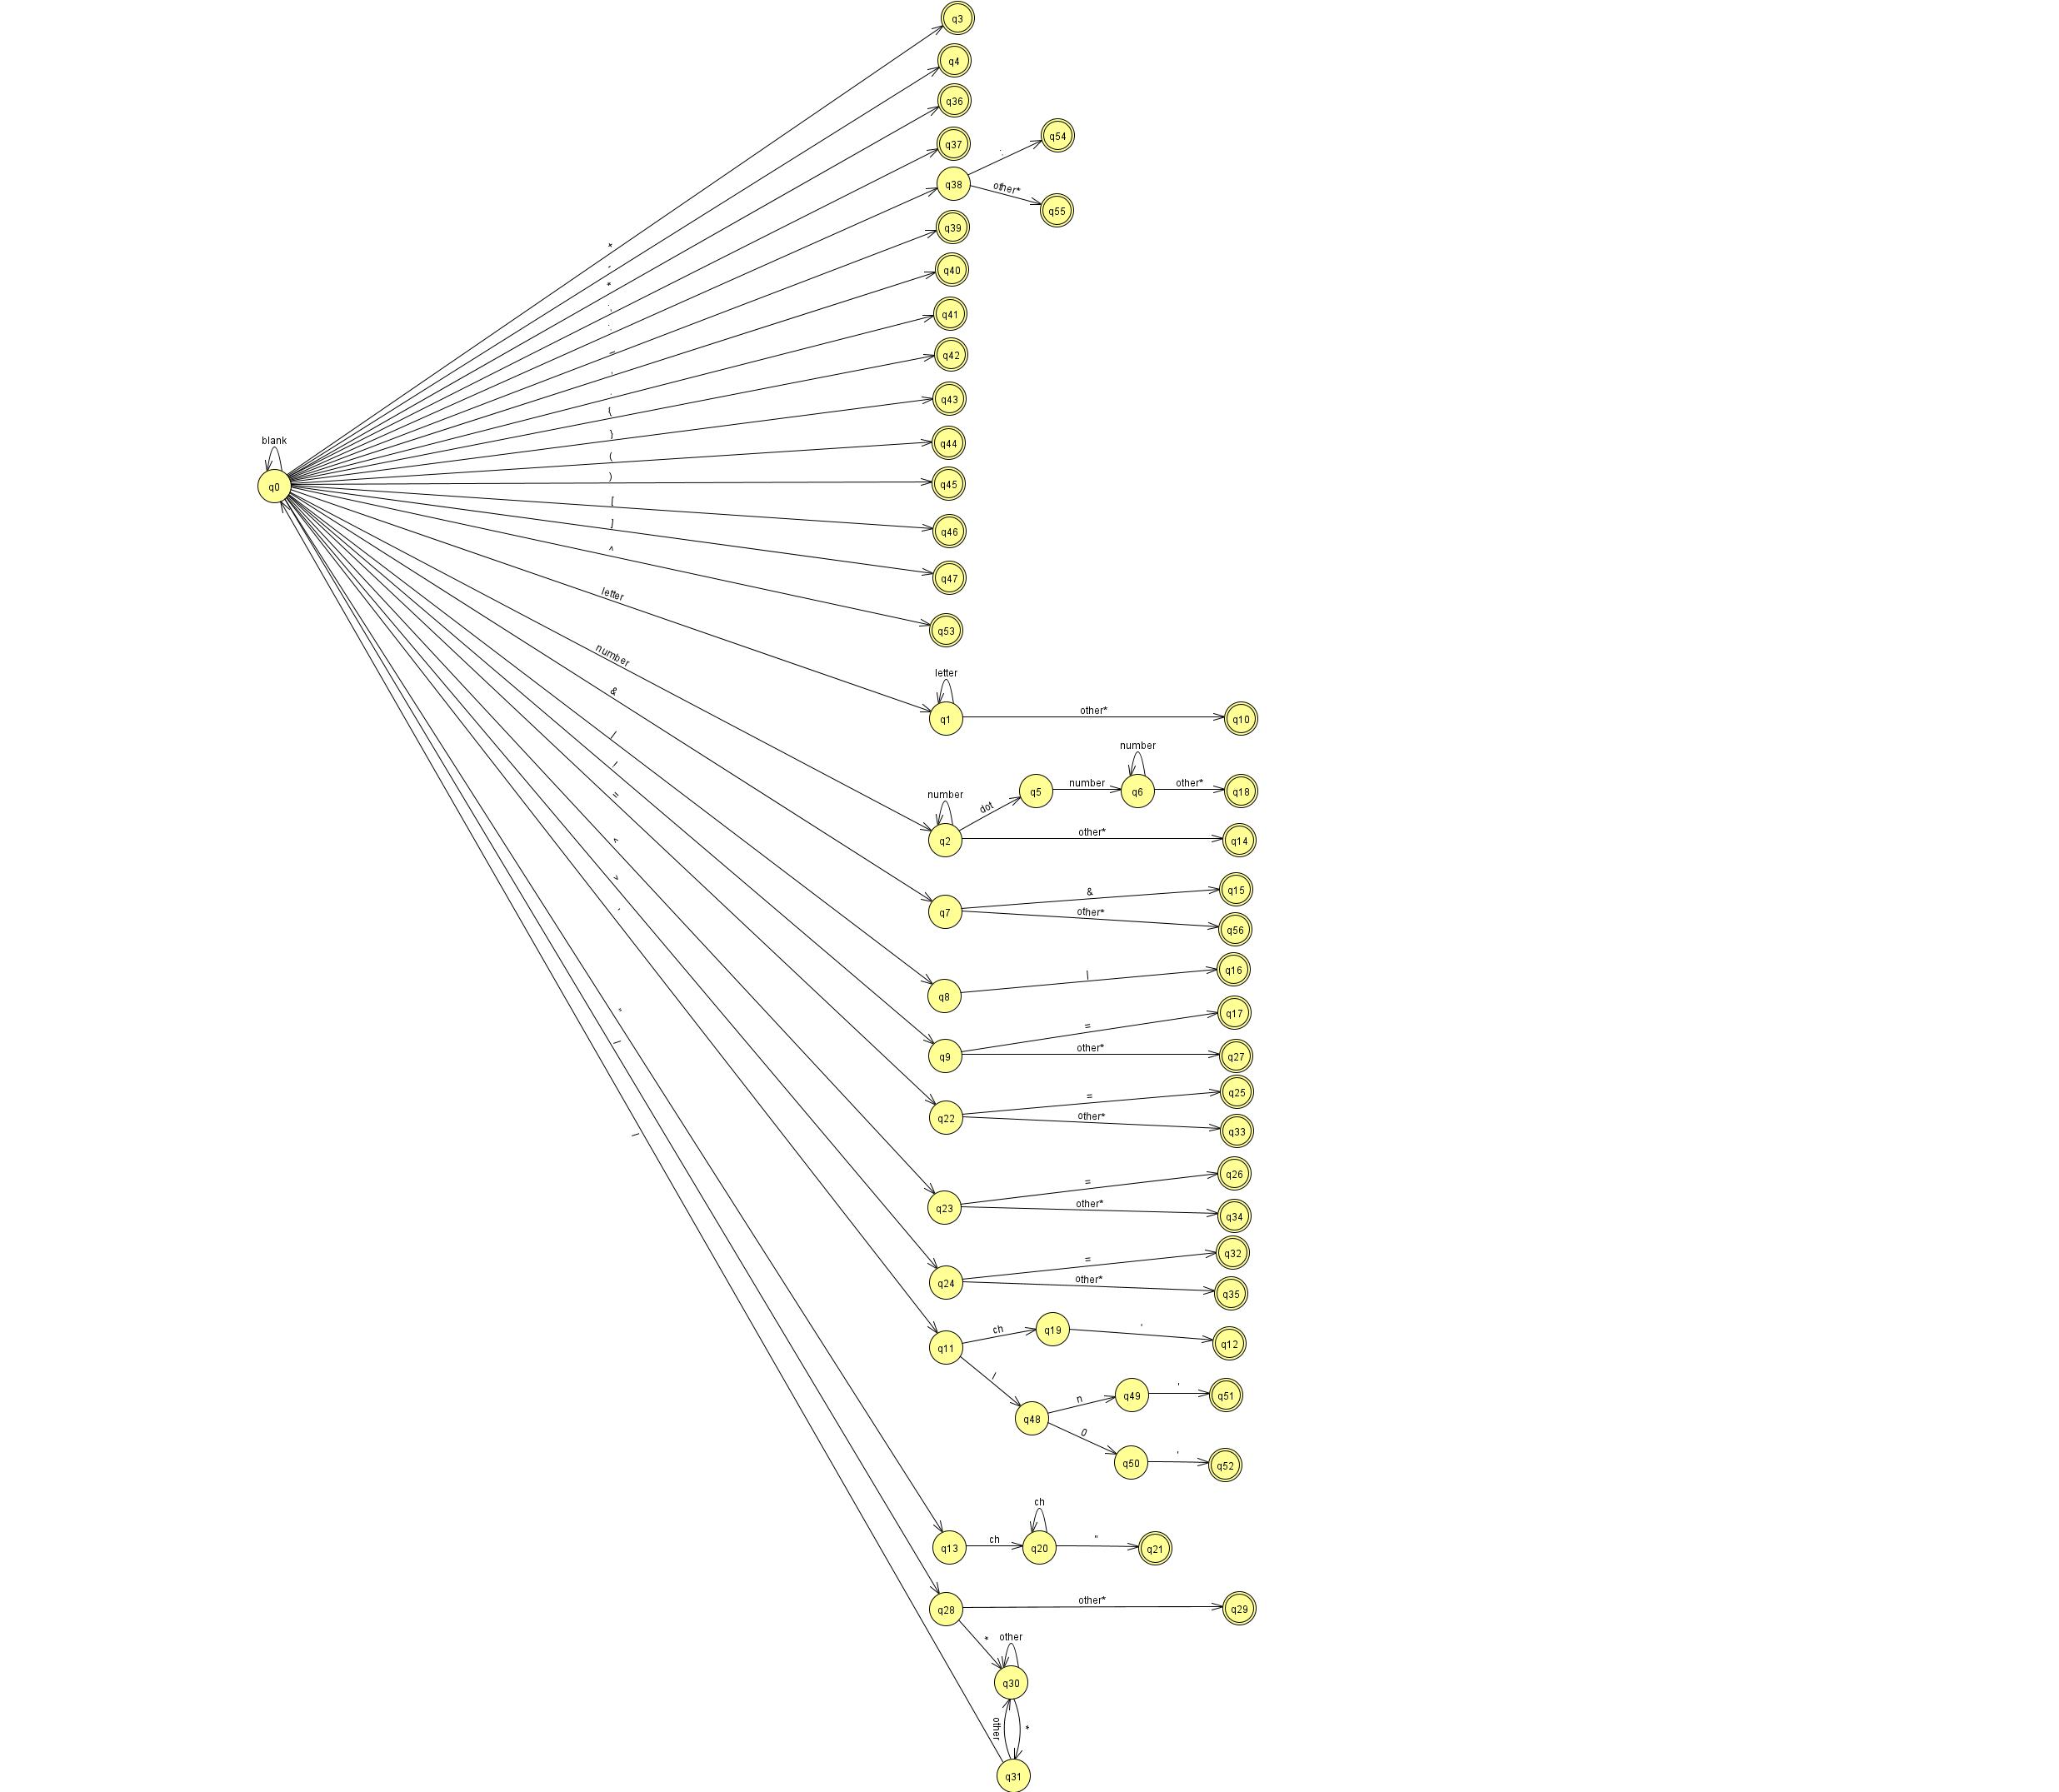 q3
q4
q36
q54
q37
:
q38
other*
q55
q39
+
-
q40
*
;
q41
:
q42
,
.
q43
(
}
q44
blank
(
)
q45
q0
[
q46
]
^
q47
letter
q53
number
letter
&
q1
other*
q10
|
number
!
number
other*
q5
q6
q18
=
number
dot
other*
q2
q14
<
>
&
q15
'
q7
other*
q56
|
q16
q8
"
=
q17
/
other*
q9
q27
=
q25
q22
other*
q33
/
=
q26
q23
other*
q34
=
q32
q24
other*
q35
ch
q19
'
q12
q11
/
n
q49
'
q51
q48
0
q50
'
q52
ch
ch
"
q13
q20
q21
other*
q28
q29
*
other
q30
other
*
q31